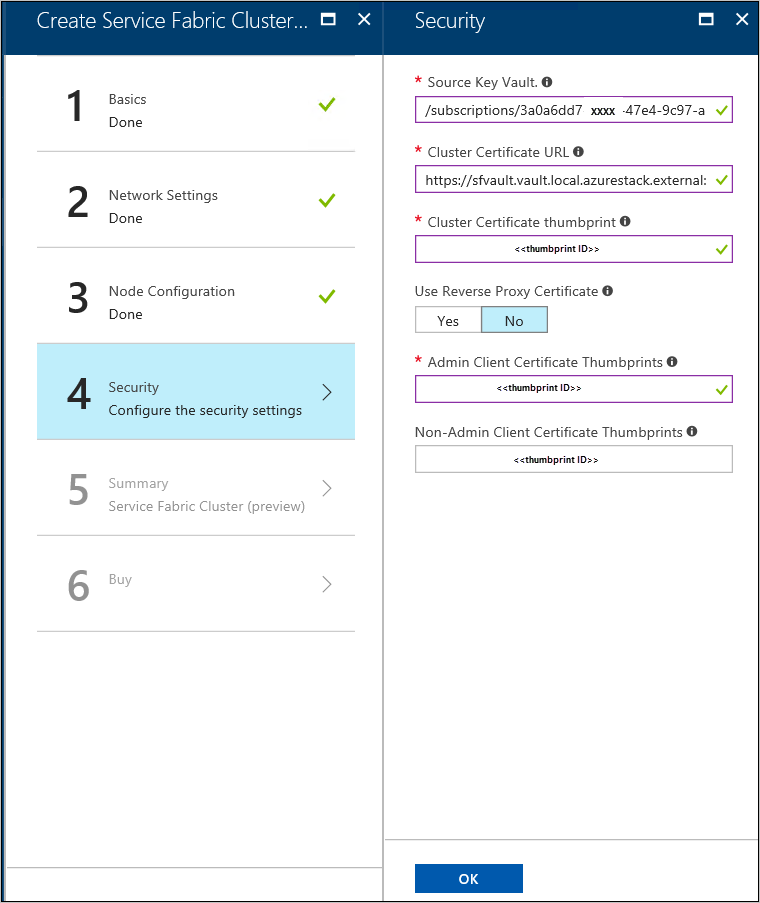 Create Service Fabric Cluster...
1
Basics
Done
2
Network Settings
Done
3
Node Configuration
Done
4
Security
Configure the security settings
5
Summary
Service Fabric Cluster (preview)
6
Buy
Security
* Source Key Vault.
/subscriptions/3a0a6dd7 xxxx -47e4-9c97-a
* Cluster Certificate URL
https://sfvault.vault.local.azurestack.external:
* Cluster Certificate thumbprint
<<thumbprint ID>>
Use Reverse Proxy Certificate
Yes No
* Admin Client Certificate Thumbprints
<<thumbprint ID>>
Non-Admin Client Certificate Thumbprints
<<thumbprint ID>>
OK